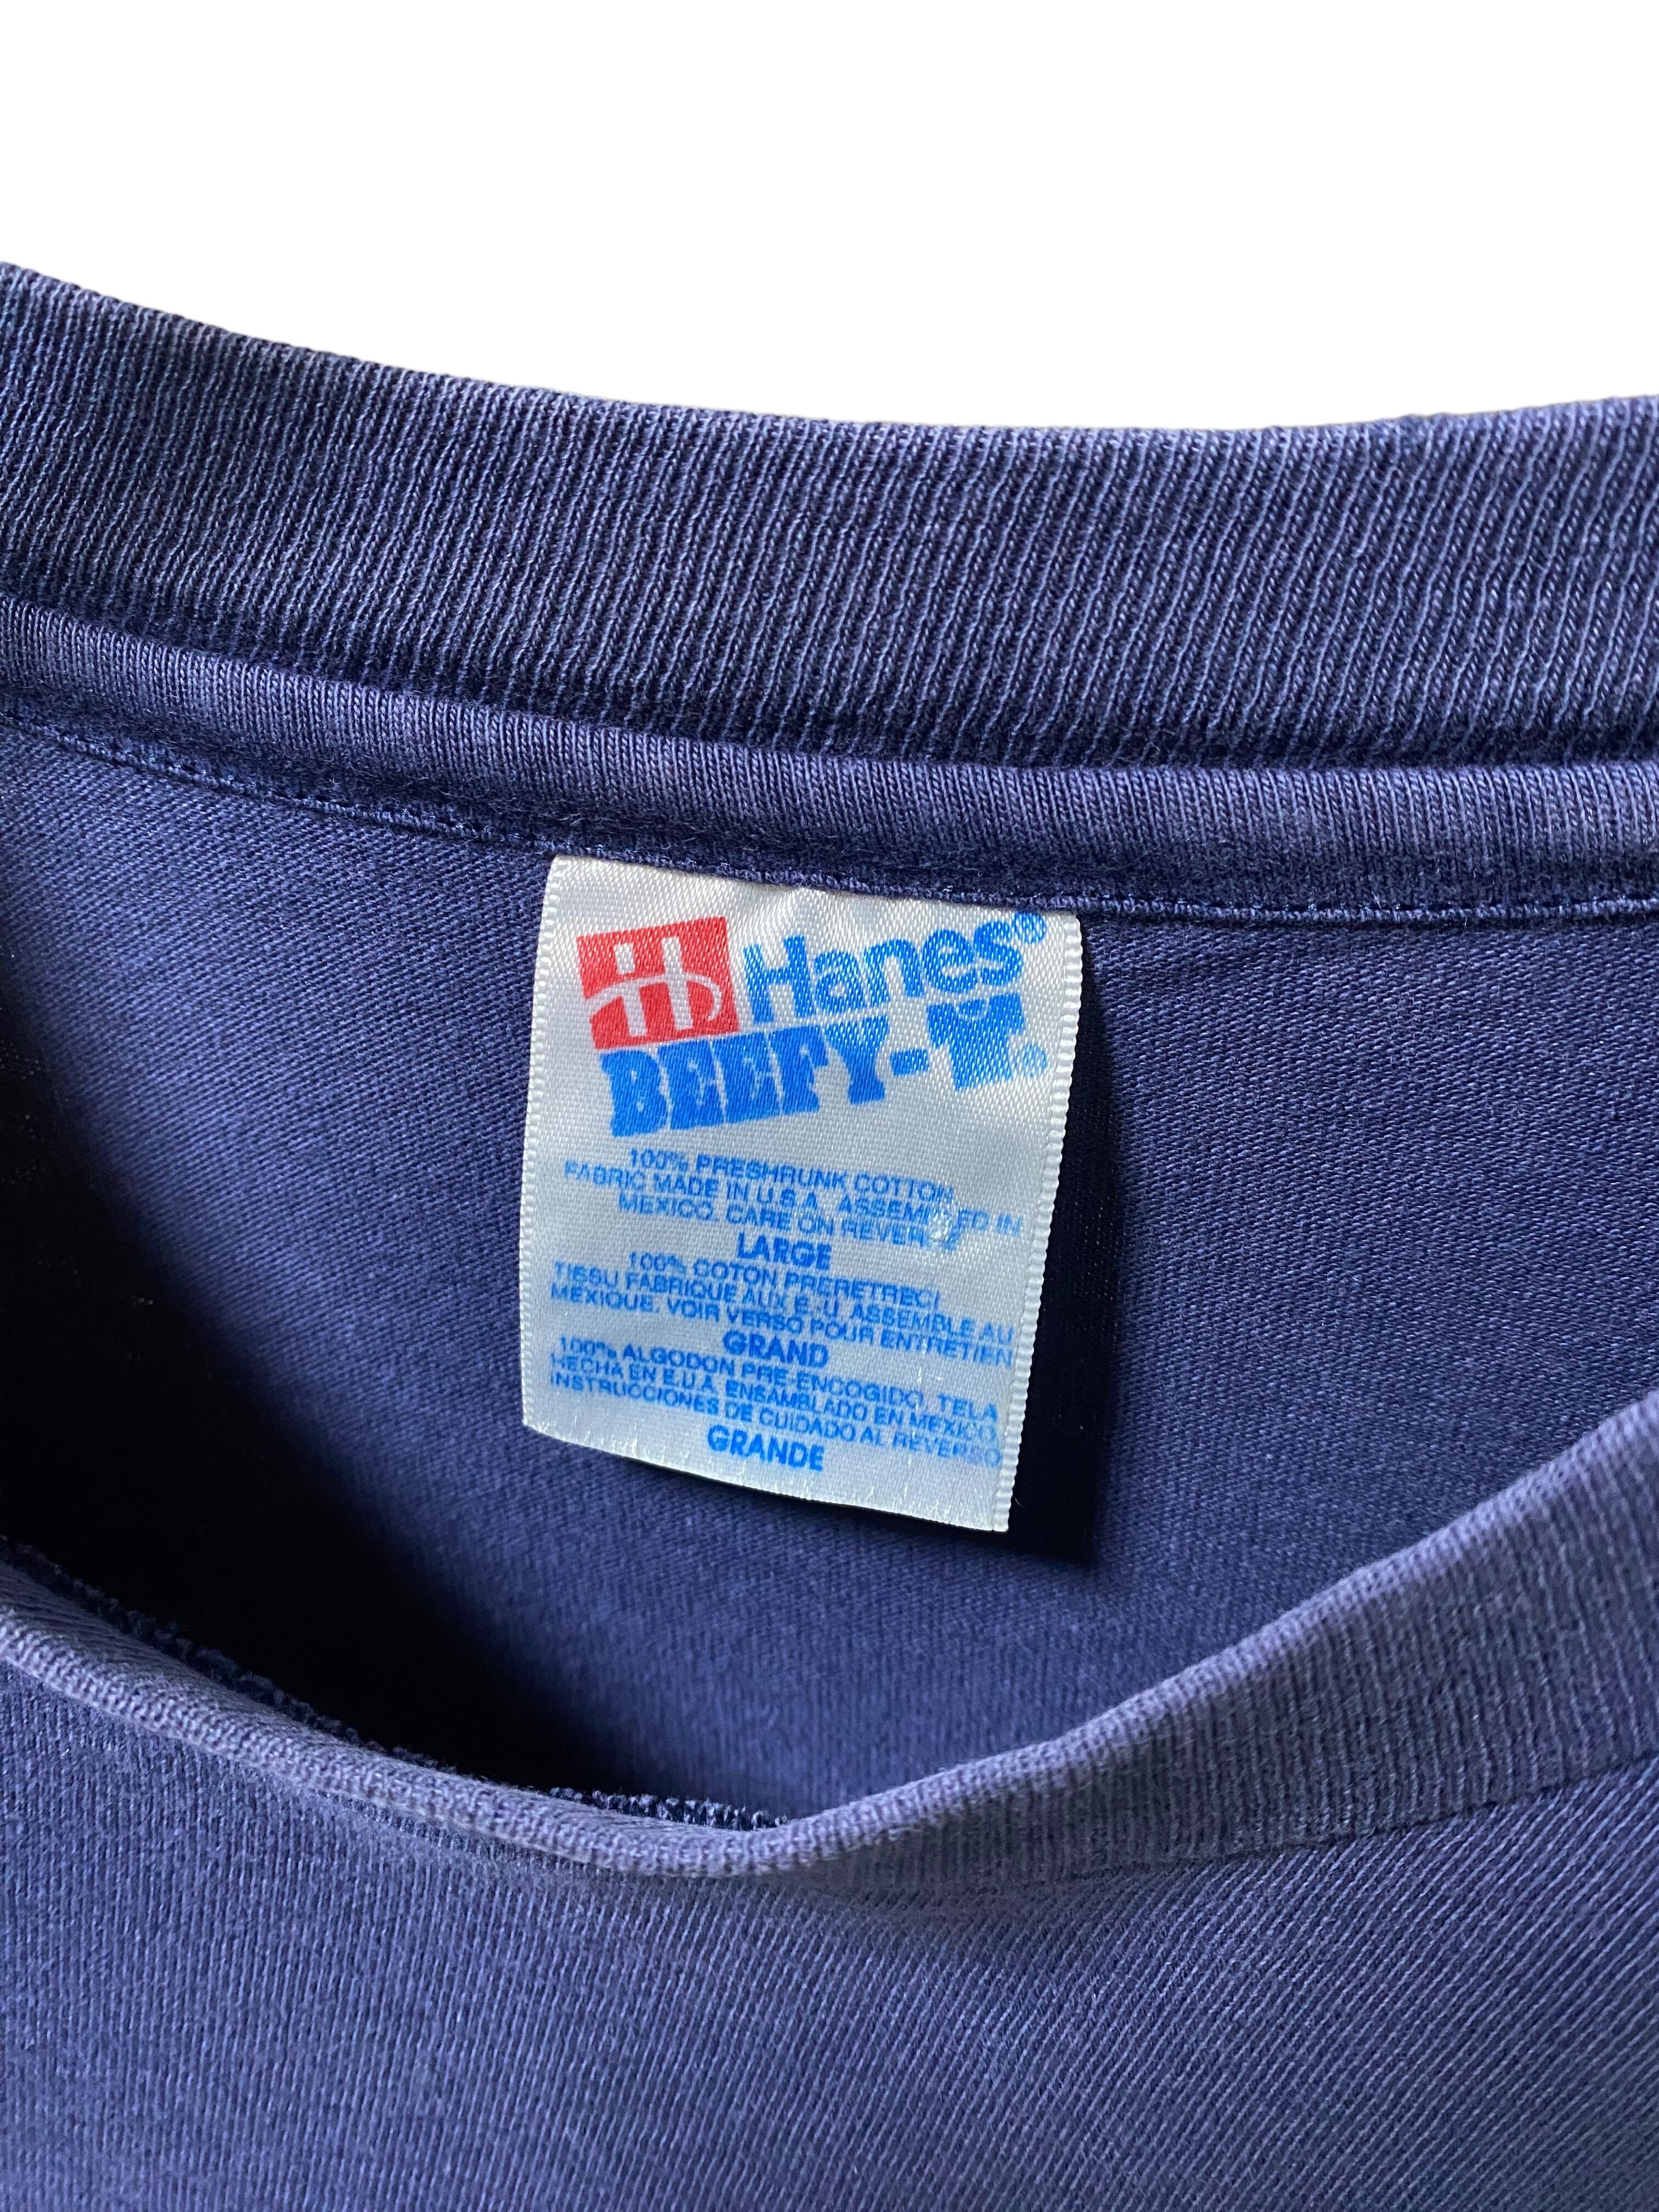 Hanes®
BEEFY-T®
100% PRESHRUNK COTTON
FABRIC MADE IN U.S.A. ASSEMBLED IN
MEXICO. CARE ON REVERSE
LARGE
100% COTON PRERETRECI
TISSU FABRIQUE AUX E.-U. ASSEMBLE AU
MEXIQUE. VOIR VERSO POUR ENTRETIEN
GRAND
100% ALGODON PRE-ENCOGIDO, TELA
HECHA EN E.U.A. ENSAMBLADO EN MEXICO.
INSTRUCCIONES DE CUIDADO AL REVERSO
GRANDE